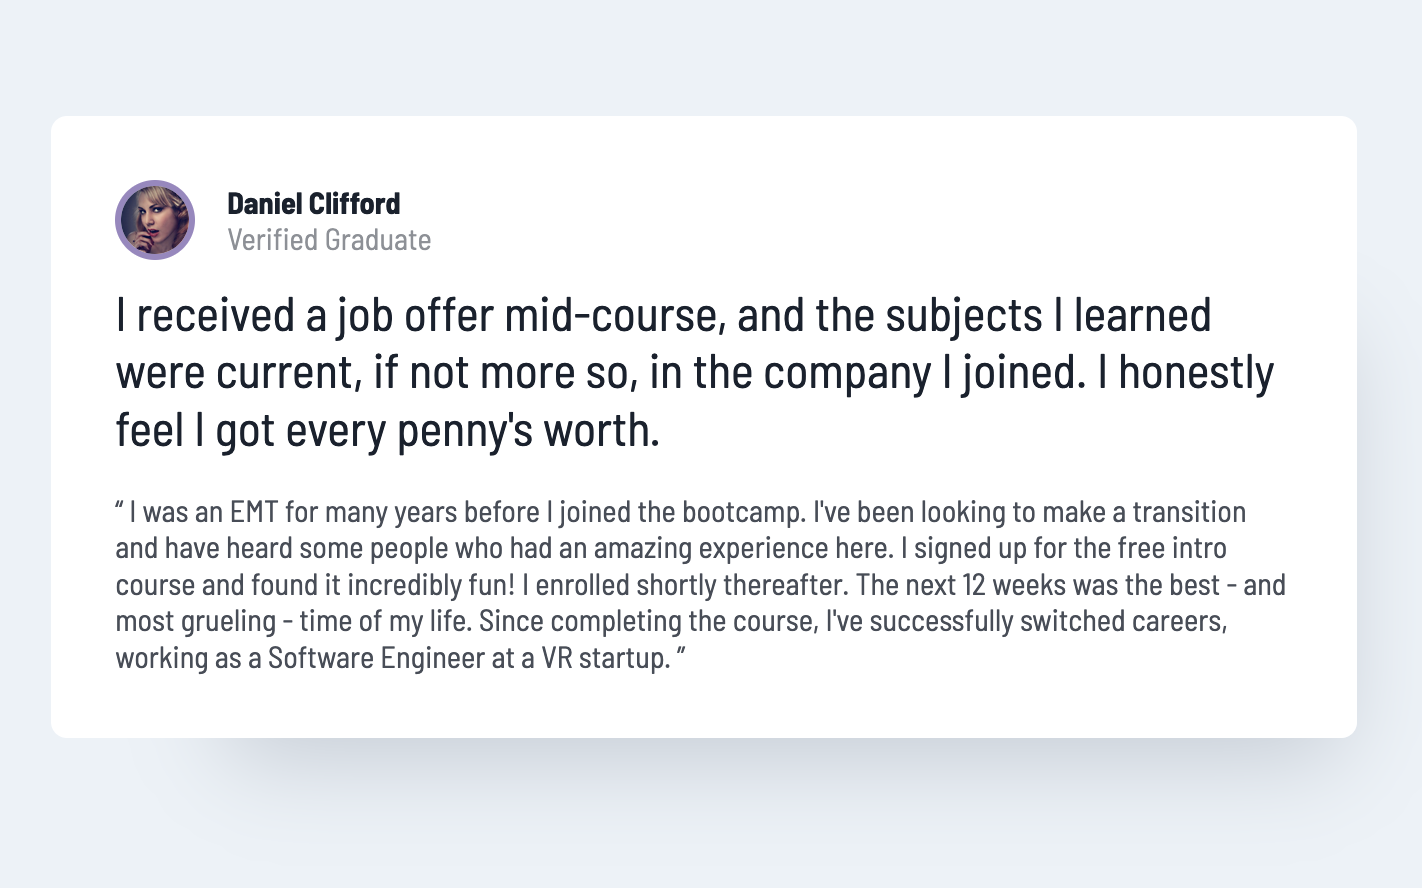 Daniel Clifford
Verified Graduate
I received a job offer mid-course, and the subjects I learned
were current, if not more so, in the company I joined. I honestly
feel I got every penny's worth.
“ I was an EMT for many years before I joined the bootcamp. I've been looking to make a transition
and have heard some people who had an amazing experience here. I signed up for the free intro
course and found it incredibly fun! I enrolled shortly thereafter. The next 12 weeks was the best - and
most grueling - time of my life. Since completing the course, I've successfully switched careers,
working as a Software Engineer at a VR startup. ”